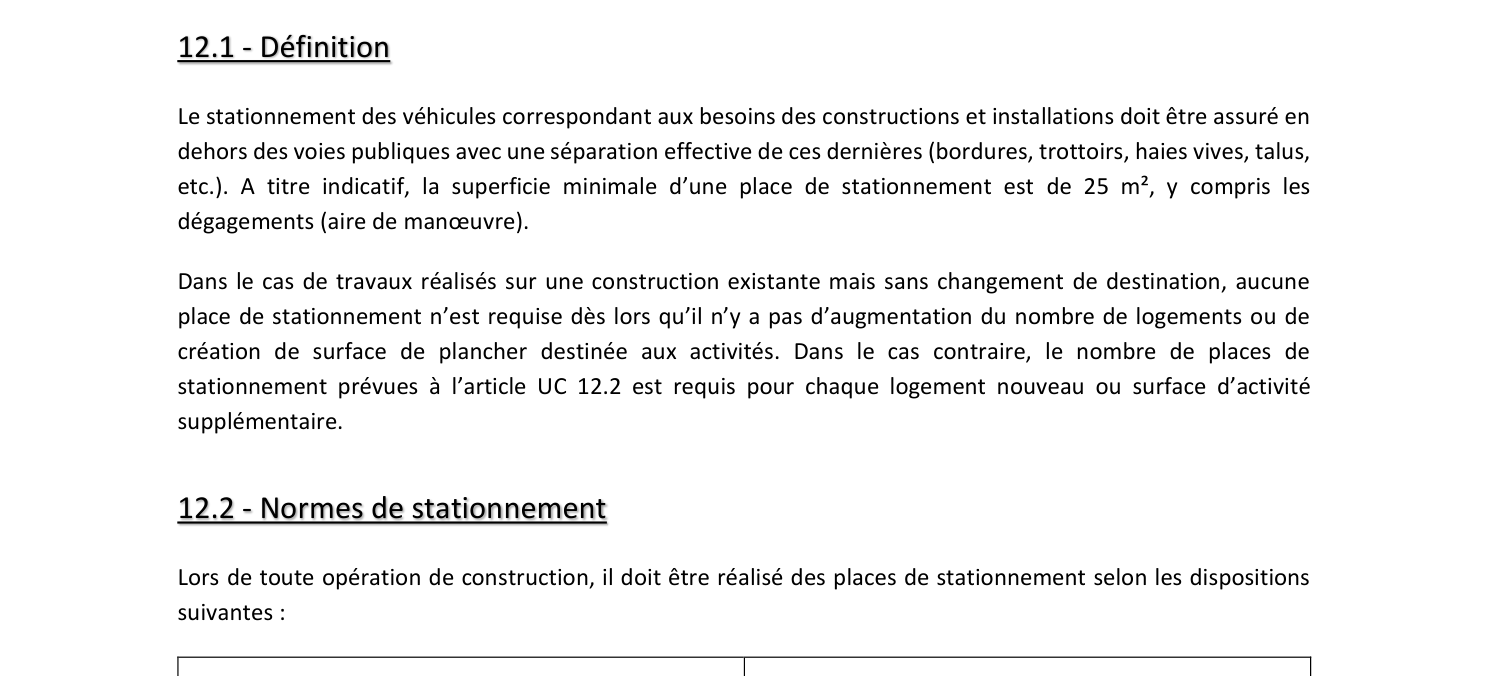 12.1 - Définition
Le stationnement des véhicules correspondant aux besoins des constructions et installations doit être assuré en
dehors des voies publiques avec une séparation effective de ces dernières (bordures, trottoirs, haies vives, talus,
etc.). A titre indicatif, la superficie minimale d’une place de stationnement est de 25 m², y compris les
dégagements (aire de manœuvre).
Dans le cas de travaux réalisés sur une construction existante mais sans changement de destination, aucune
place de stationnement n’est requise dès lors qu’il n’y a pas d’augmentation du nombre de logements ou de
création de surface de plancher destinée aux activités. Dans le cas contraire, le nombre de places de
stationnement prévues à l’article UC 12.2 est requis pour chaque logement nouveau ou surface d’activité
supplémentaire.
12.2 - Normes de stationnement
Lors de toute opération de construction, il doit être réalisé des places de stationnement selon les dispositions
suivantes :